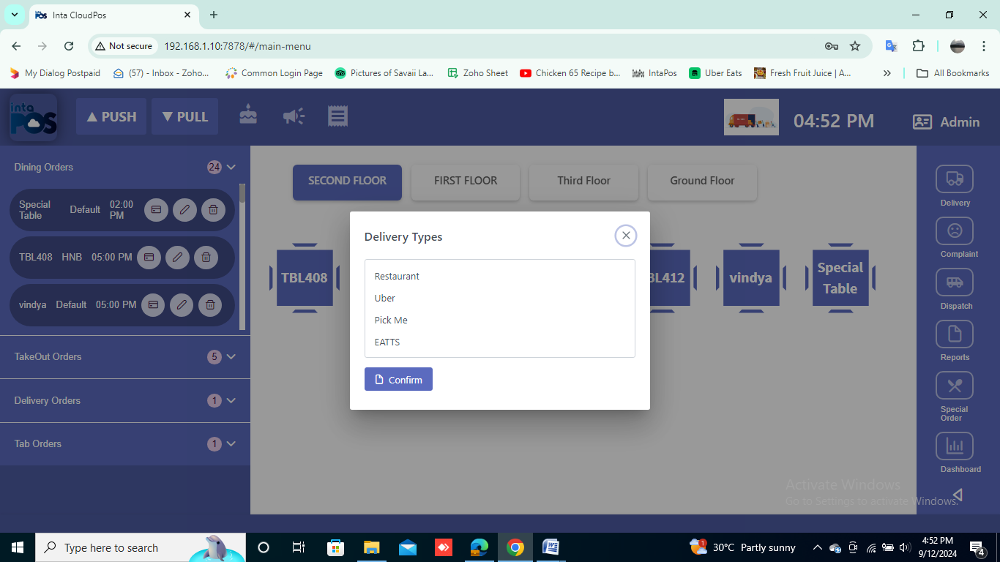 Inta CloudPos
Not secure
192.168.1.10:7878/#/main-menu
My Dialog Postpaid
(57) - Inbox - Zoho...
Common Login Page
Pictures of Savaii La...
Zoho Sheet
Chicken 65 Recipe b...
IntaPos
Uber Eats
Fresh Fruit Juice | A...
All Bookmarks
inta
POS
PUSH
PULL
04:52 PM
Admin
Dining Orders
24
Special
Table
Default
02:00
PM
TBL408
HNB
05:00 PM
vindya
Default
05:00 PM
TakeOut Orders
5
Delivery Orders
1
Tab Orders
1
SECOND FLOOR
FIRST FLOOR
Third Floor
Ground Floor
TBL408
BL412
vindya
Special
Table
Delivery Types
Restaurant
Uber
Pick Me
EATTS
Confirm
Delivery
Complaint
Dispatch
Reports
Special
Order
Dashboard
Activate Windows
Go to Settings to activate Windows.
Type here to search
1
30°C Partly sunny
4:52 PM
9/12/2024
4